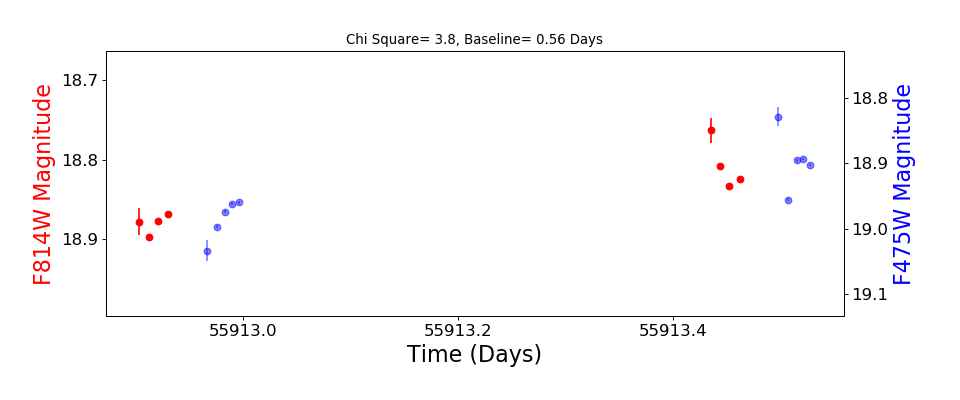 Chi Square= 3.8, Baseline= 0.56 Days
F814W Magnitude
18.7
18.8
18.9
18.8
18.9
19.0
19.1
F475W Magnitude
55913.0
55913.2
55913.4
Time (Days)